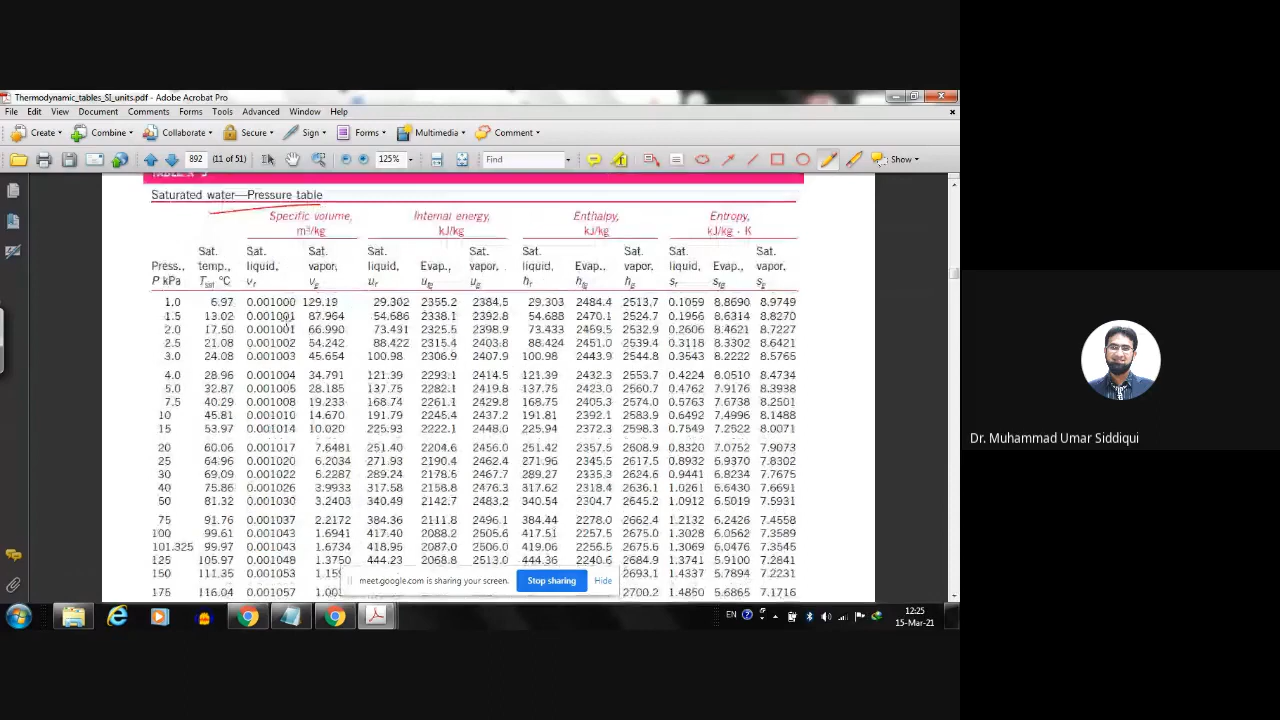 Thermodynamic_tables_SI_units.pdf - Adobe Acrobat Pro
File Edit View Document Comments Forms Tools Advanced Window Help
Create Combine Collaborate Secure Sign Forms Multimedia Comment
892 (11 of 51) 125% Find Show
Saturated water—Pressure table
Specific volume, Internal energy, Enthalpy, Entropy,
m³/kg kJ/kg kJ/kg kJ/kg · K
Sat. Sat. Sat. Sat. Sat. Sat. Sat. Sat. Sat.
Press., temp., liquid, vapor, liquid, Evap., vapor, liquid, Evap., vapor, liquid, Evap., vapor,
P kPa Tsat °C vf vg uf ufg ug hf hfg hg sf sfg sg
1.0 6.97 0.001000 129.19 29.302 2355.2 2384.5 29.303 2484.4 2513.7 0.1059 8.8690 8.9749
1.5 13.02 0.001001 87.964 54.686 2338.1 2392.8 54.688 2470.1 2524.7 0.1956 8.6314 8.8270
2.0 17.50 0.001001 66.990 73.431 2325.5 2398.9 73.433 2459.5 2532.9 0.2606 8.4621 8.7227
2.5 21.08 0.001002 54.242 88.422 2315.4 2403.8 88.424 2451.0 2539.4 0.3118 8.3302 8.6421
3.0 24.08 0.001003 45.654 100.98 2306.9 2407.9 100.98 2443.9 2544.8 0.3543 8.2222 8.5765
4.0 28.96 0.001004 34.791 121.39 2293.1 2414.5 121.39 2432.3 2553.7 0.4224 8.0510 8.4734
5.0 32.87 0.001005 28.185 137.75 2282.1 2419.8 137.75 2423.0 2560.7 0.4762 7.9176 8.3938
7.5 40.29 0.001008 19.233 168.74 2261.1 2429.8 168.75 2405.3 2574.0 0.5763 7.6738 8.2501
10 45.81 0.001010 14.670 191.79 2245.4 2437.2 191.81 2392.1 2583.9 0.6492 7.4996 8.1488
15 53.97 0.001014 10.020 225.93 2222.1 2448.0 225.94 2372.3 2598.3 0.7549 7.2522 8.0071
20 60.06 0.001017 7.6481 251.40 2204.6 2456.0 251.42 2357.5 2608.9 0.8320 7.0752 7.9073
25 64.96 0.001020 6.2034 271.93 2190.4 2462.4 271.96 2345.5 2617.5 0.8932 6.9370 7.8302
30 69.09 0.001022 5.2287 289.24 2178.5 2467.7 289.27 2335.3 2624.6 0.9441 6.8234 7.7675
40 75.86 0.001026 3.9933 317.58 2158.8 2476.3 317.62 2318.4 2636.1 1.0261 6.6430 7.6691
50 81.32 0.001030 3.2403 340.49 2142.7 2483.2 340.54 2304.7 2645.2 1.0912 6.5019 7.5931
75 91.76 0.001037 2.2172 384.36 2111.8 2496.1 384.44 2278.0 2662.4 1.2132 6.2426 7.4558
100 99.61 0.001043 1.6941 417.40 2088.2 2505.6 417.51 2257.5 2675.0 1.3028 6.0562 7.3589
101.325 99.97 0.001043 1.6734 418.95 2087.0 2506.0 419.06 2256.5 2675.6 1.3069 6.0476 7.3545
125 105.97 0.001048 1.3750 444.23 2068.8 2513.0 444.36 2240.6 2684.9 1.3741 5.9100 7.2841
150 111.35 0.001053 2693.1 1.4337 5.7894 7.2231
175 116.04 0.001057 2700.2 1.4850 5.6865 7.1716
meet.google.com is sharing your screen. Stop sharing Hide
EN 12:25
15-Mar-21
Dr. Muhammad Umar Siddiqui